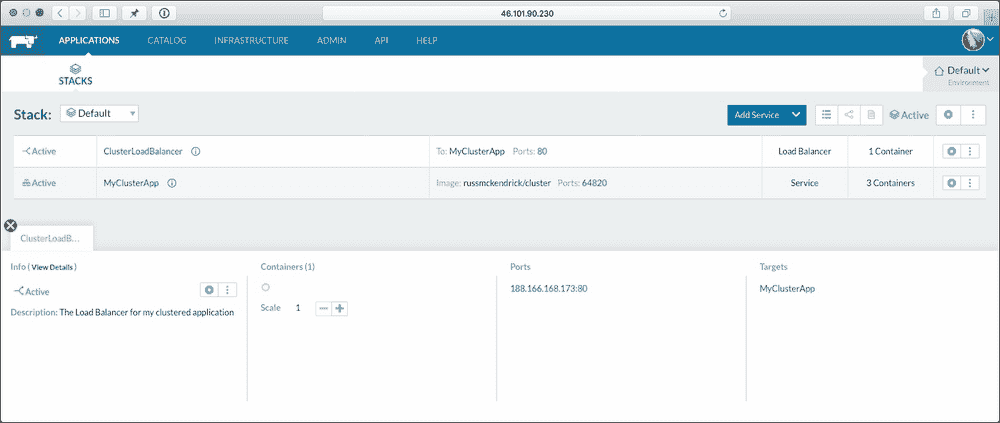 46.101.90.230
APPLICATIONS CATALOG INFRASTRUCTURE ADMIN API HELP
STACKS
Default
Environment
Stack: Default Add Service Active
Active ClusterLoadBalancer To: MyClusterApp Ports: 80 Load Balancer 1 Container
Active MyClusterApp Image: russmckendrick/cluster Ports: 64820 Service 3 Containers
ClusterLoadB...
Info ( View Details ) Containers (1) Ports Targets
Active 188.166.168.173:80 MyClusterApp
Scale 1
Description: The Load Balancer for my clustered application